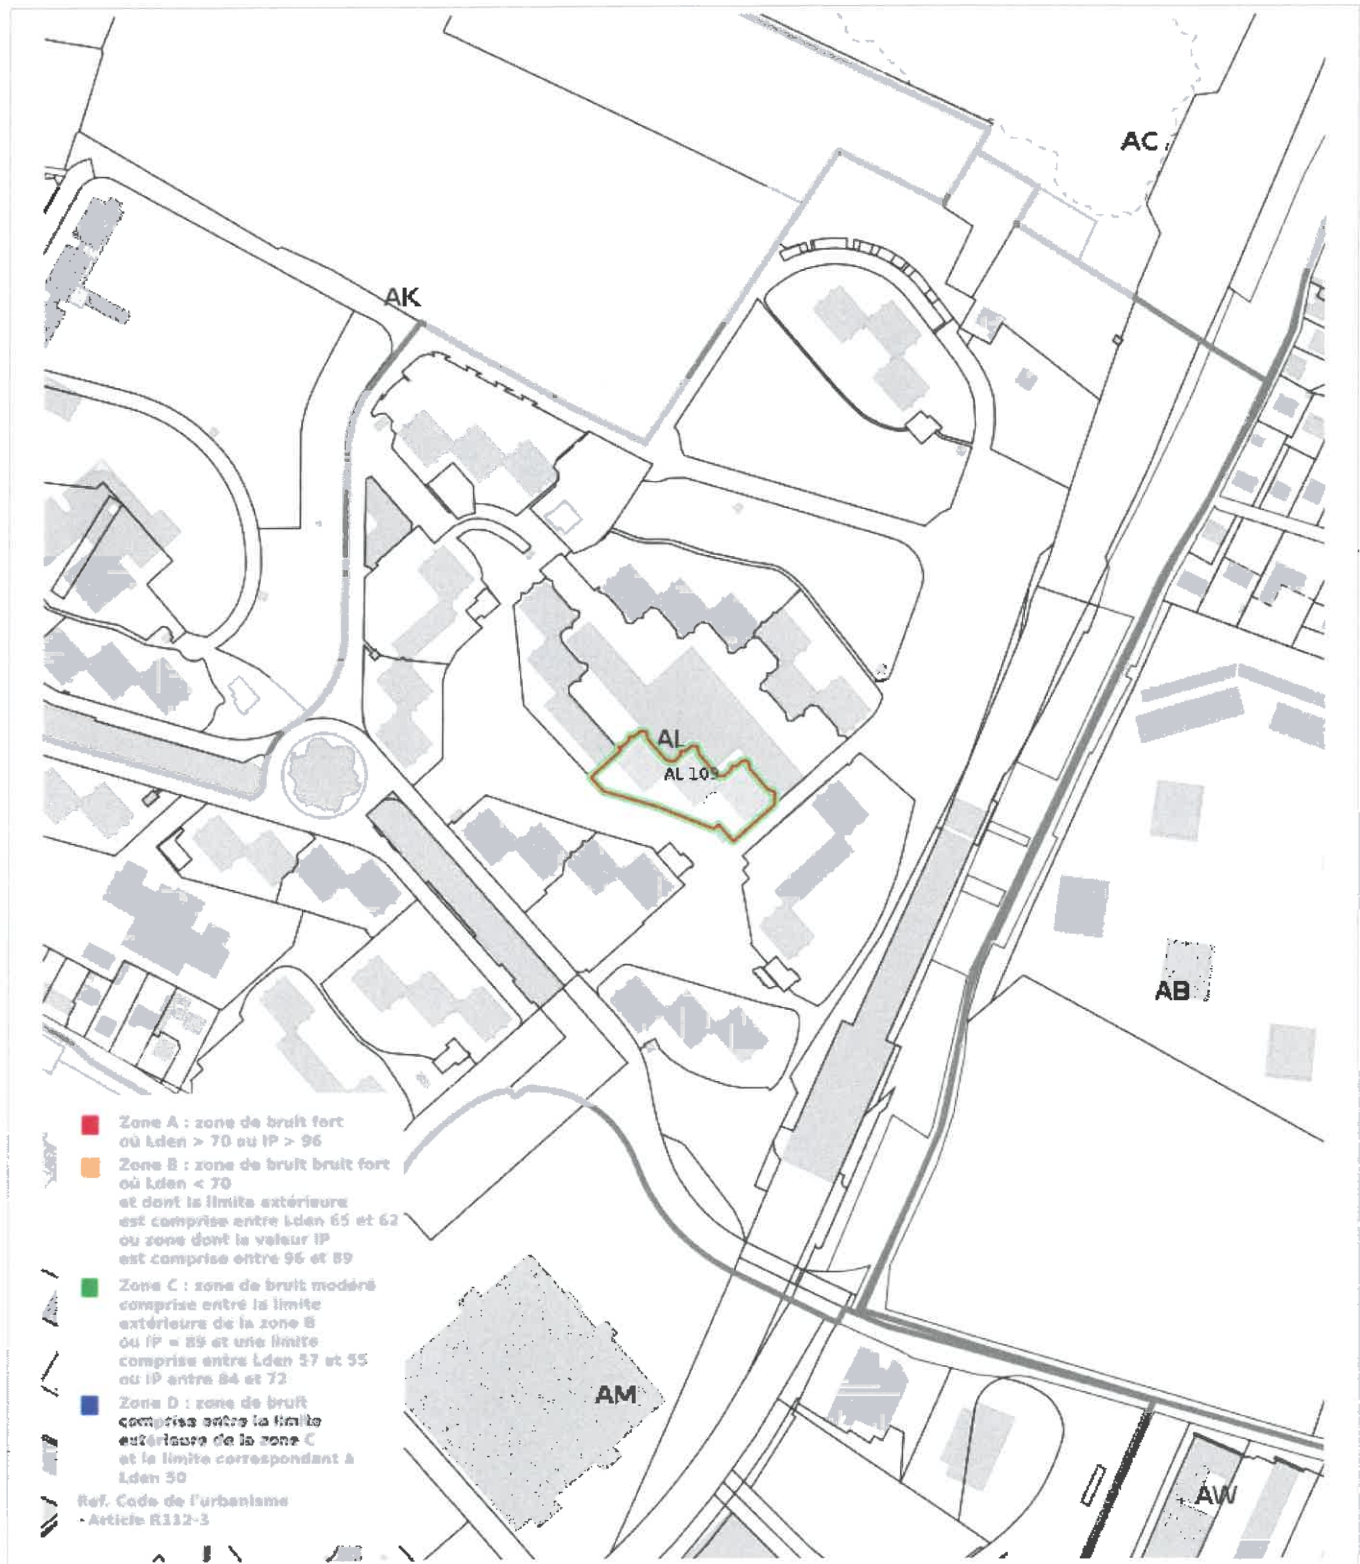 AC
AK
AL
AL 109
AB
Zone A : zone de bruit fort
où Lden > 70 ou IP > 96
Zone B : zone de bruit bruit fort
où Lden < 70
et dont la limite extérieure
est comprise entre Lden 65 et 62
ou zone dont la valeur IP
est comprise entre 96 et 89
Zone C : zone de bruit modéré
comprise entre la limite
extérieure de la zone B
ou IP = 89 et une limite
comprise entre Lden 57 et 55
ou IP entre 84 et 72
Zone D : zone de bruit
comprise entre la limite
extérieure de la zone C
et la limite correspondant à
Lden 50
Ref. Code de l'urbanisme
- Article R112-3
AM
AW